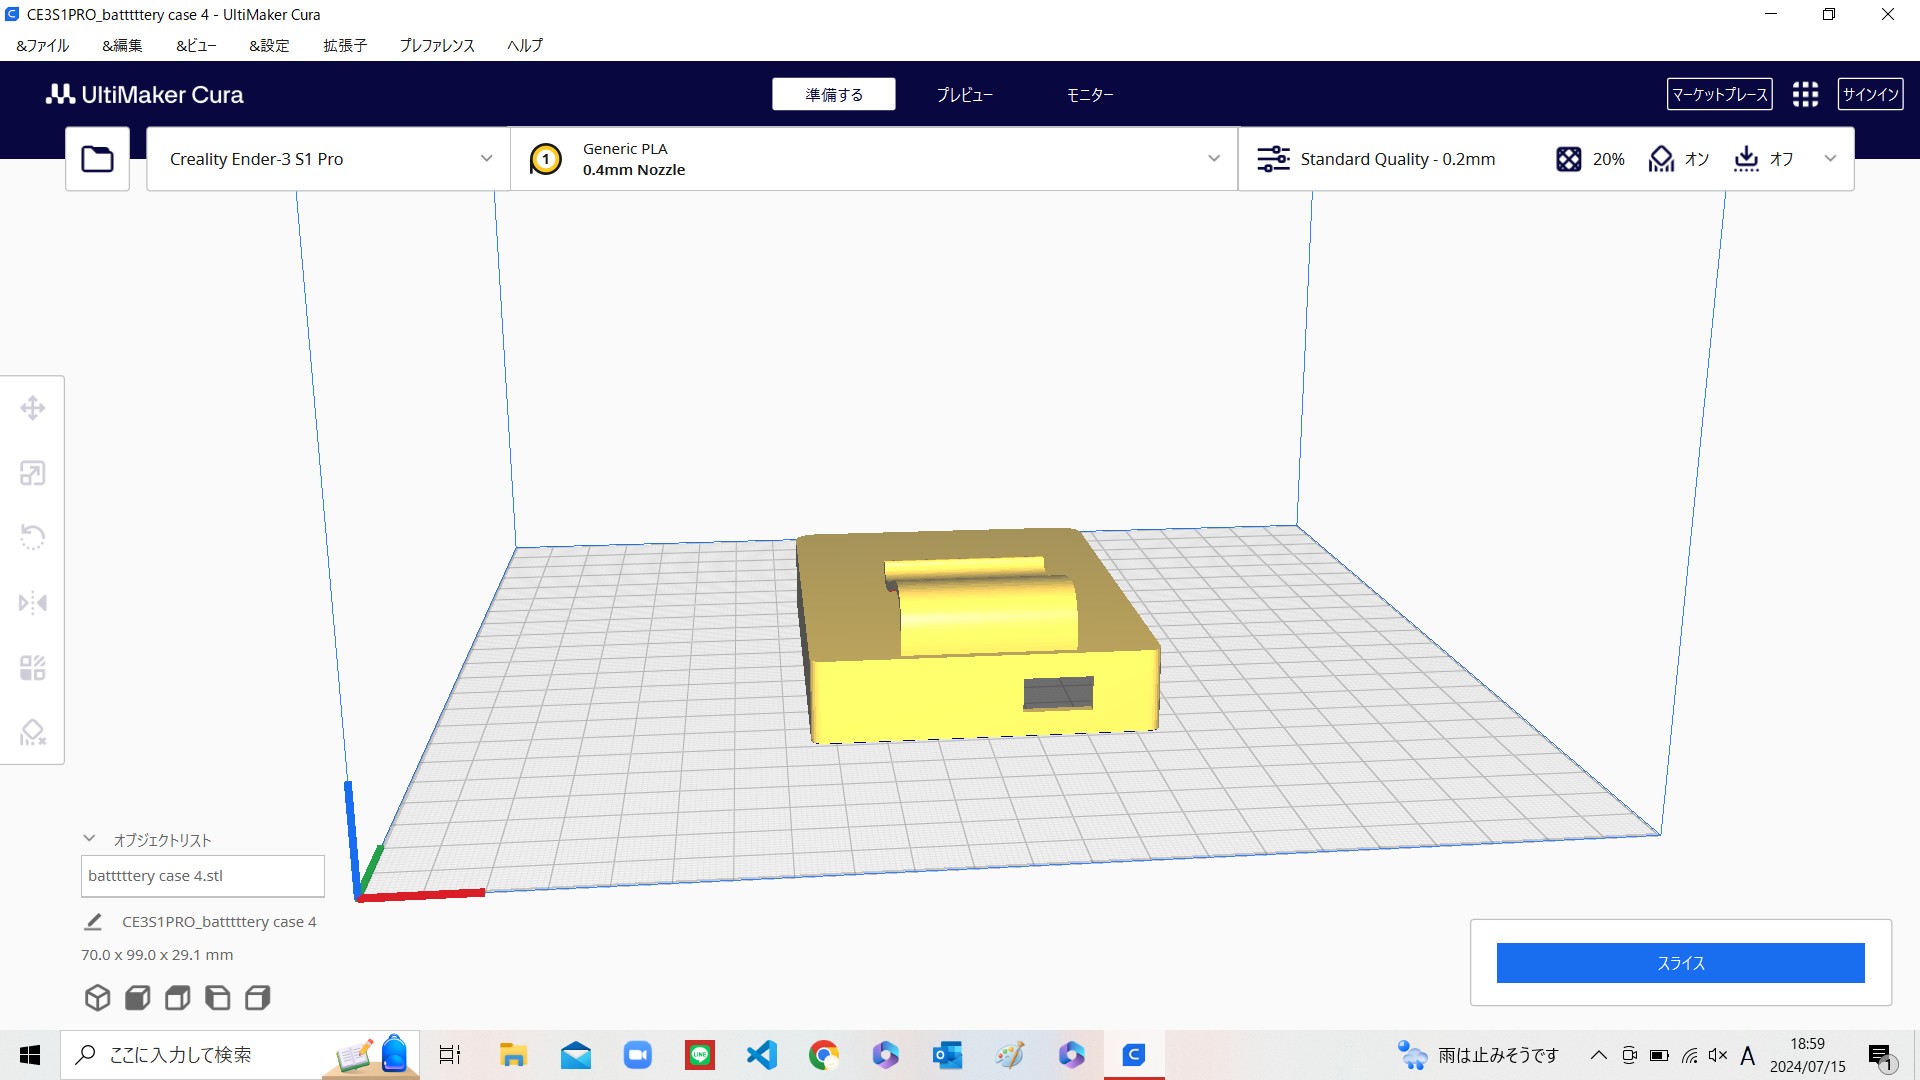 CE3S1PRO_batttttery case 4 - UltiMaker Cura
&ファイル &編集 &ビュー &設定 拡張子 プレファレンス ヘルプ
UltiMaker Cura
準備する プレビュー モニター
マーケットプレース サインイン
Creality Ender-3 S1 Pro
1
Generic PLA
0.4mm Nozzle
Standard Quality - 0.2mm 20% オン オフ
オブジェクトリスト
batttttery case 4.stl
CE3S1PRO_batttttery case 4
70.0 x 99.0 x 29.1 mm
スライス
ここに入力して検索
LINE
雨は止みそうです
A
18:59
2024/07/15
1